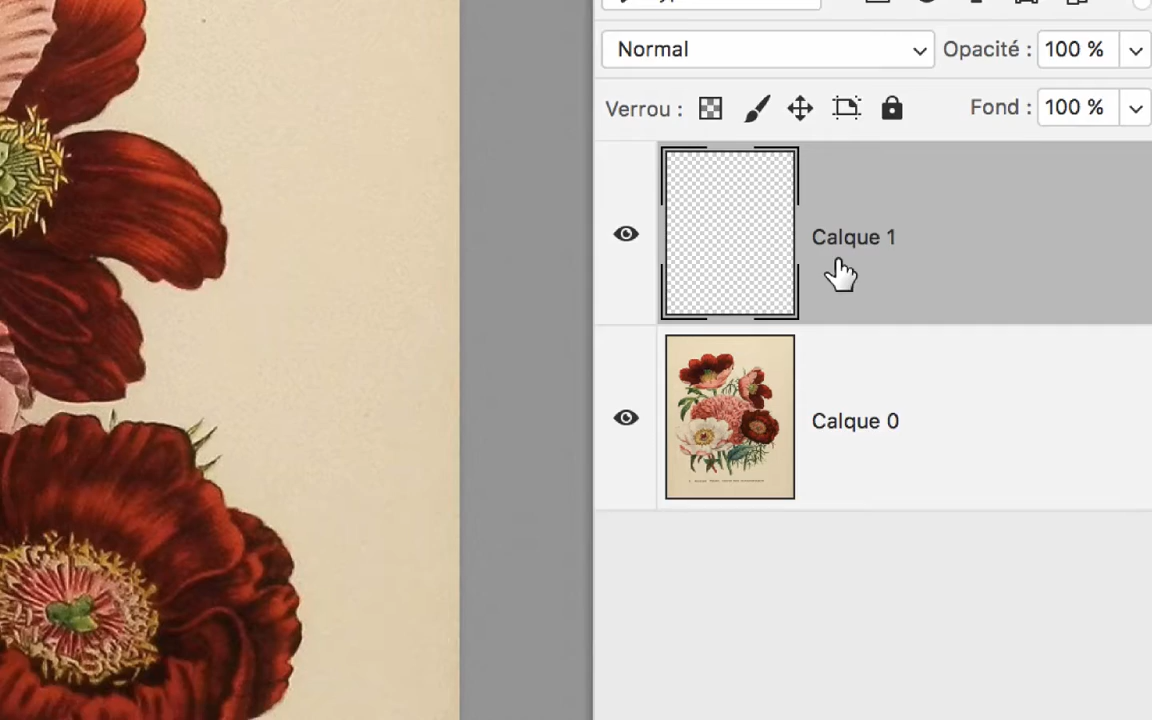 Normal
Opacité :
100 %
Verrou :
Fond :
100 %
Calque 1
Calque 0